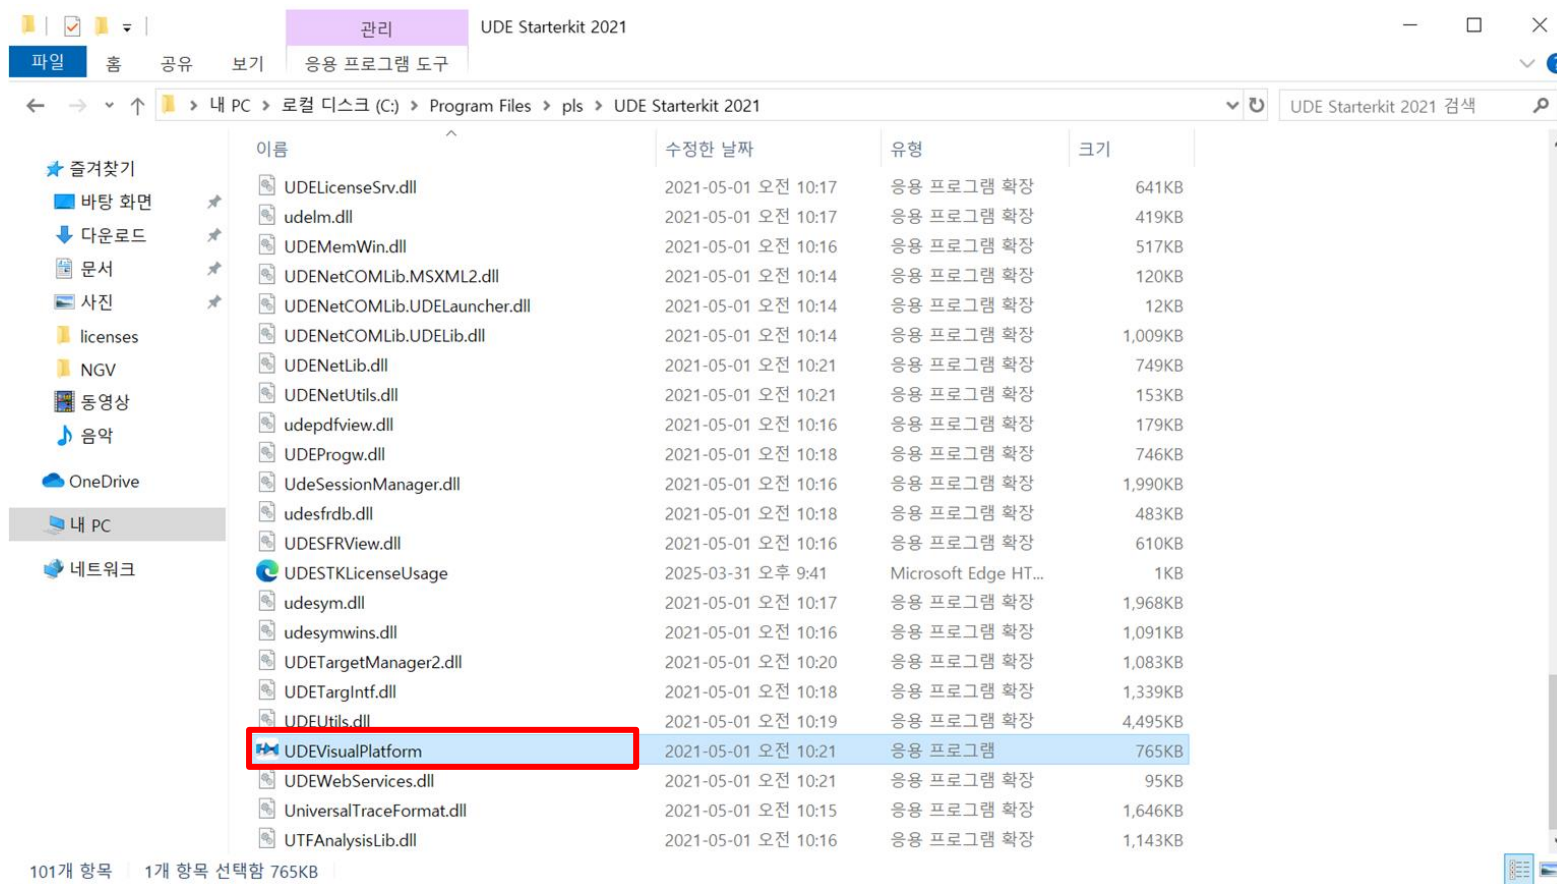 관리
UDE Starterkit 2021
파일 홈 공유 보기 응용 프로그램 도구
내 PC > 로컬 디스크 (C:) > Program Files > pls > UDE Starterkit 2021
UDE Starterkit 2021 검색
즐겨찾기
바탕 화면
다운로드
문서
사진
licenses
NGV
동영상
음악
OneDrive
내 PC
네트워크
이름 수정한 날짜 유형 크기
UDELicenseSrv.dll 2021-05-01 오전 10:17 응용 프로그램 확장 641KB
udelm.dll 2021-05-01 오전 10:17 응용 프로그램 확장 419KB
UDEMemWin.dll 2021-05-01 오전 10:16 응용 프로그램 확장 517KB
UDENetCOMLib.MSXML2.dll 2021-05-01 오전 10:14 응용 프로그램 확장 120KB
UDENetCOMLib.UDELauncher.dll 2021-05-01 오전 10:14 응용 프로그램 확장 12KB
UDENetCOMLib.UDELib.dll 2021-05-01 오전 10:14 응용 프로그램 확장 1,009KB
UDENetLib.dll 2021-05-01 오전 10:21 응용 프로그램 확장 749KB
UDENetUtils.dll 2021-05-01 오전 10:21 응용 프로그램 확장 153KB
udepdfview.dll 2021-05-01 오전 10:16 응용 프로그램 확장 179KB
UDEProgw.dll 2021-05-01 오전 10:18 응용 프로그램 확장 746KB
UdeSessionManager.dll 2021-05-01 오전 10:16 응용 프로그램 확장 1,990KB
udesfrdb.dll 2021-05-01 오전 10:18 응용 프로그램 확장 483KB
UDESFRView.dll 2021-05-01 오전 10:16 응용 프로그램 확장 610KB
UDESTKLicenseUsage 2025-03-31 오후 9:41 Microsoft Edge HT... 1KB
udesym.dll 2021-05-01 오전 10:17 응용 프로그램 확장 1,968KB
udesymwins.dll 2021-05-01 오전 10:16 응용 프로그램 확장 1,091KB
UDETargetManager2.dll 2021-05-01 오전 10:20 응용 프로그램 확장 1,083KB
UDETargIntf.dll 2021-05-01 오전 10:18 응용 프로그램 확장 1,339KB
UDEUtils.dll 2021-05-01 오전 10:19 응용 프로그램 확장 4,495KB
UDEVisualPlatform 2021-05-01 오전 10:21 응용 프로그램 765KB
UDEWebServices.dll 2021-05-01 오전 10:21 응용 프로그램 확장 95KB
UniversalTraceFormat.dll 2021-05-01 오전 10:15 응용 프로그램 확장 1,646KB
UTFAnalysisLib.dll 2021-05-01 오전 10:16 응용 프로그램 확장 1,143KB
101개 항목 1개 항목 선택함 765KB